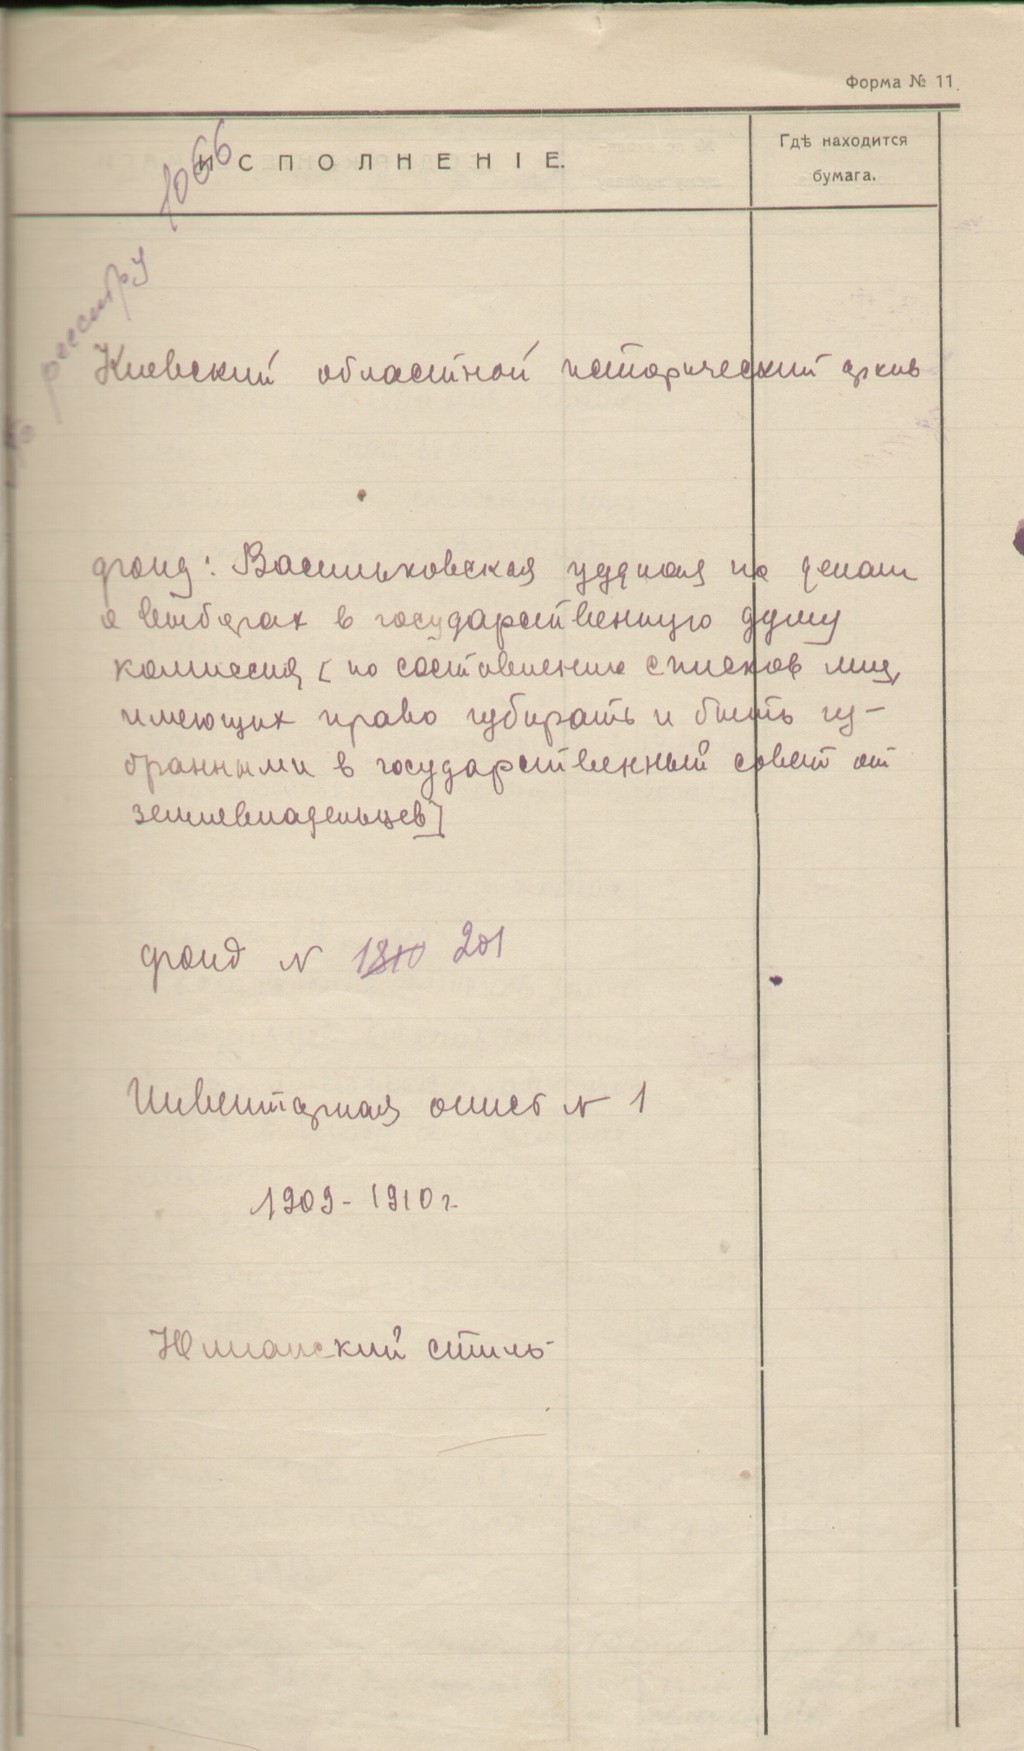 Форма № 11.
ИСПОЛНЕНІЕ.
Гдѣ находится
бумага.
по реестру 1066
Киевский областной исторический архив
фонд: Васильковская уездная по делам
о выборах в государственную думу
комиссия [по составлению списков лиц,
имеющих право избирать и быть из-
бранными в государственный совет от
землевладельцев]
фонд N 1810 201
Инвентарная опись N 1
1909-1910 г.
Юлианский стиль